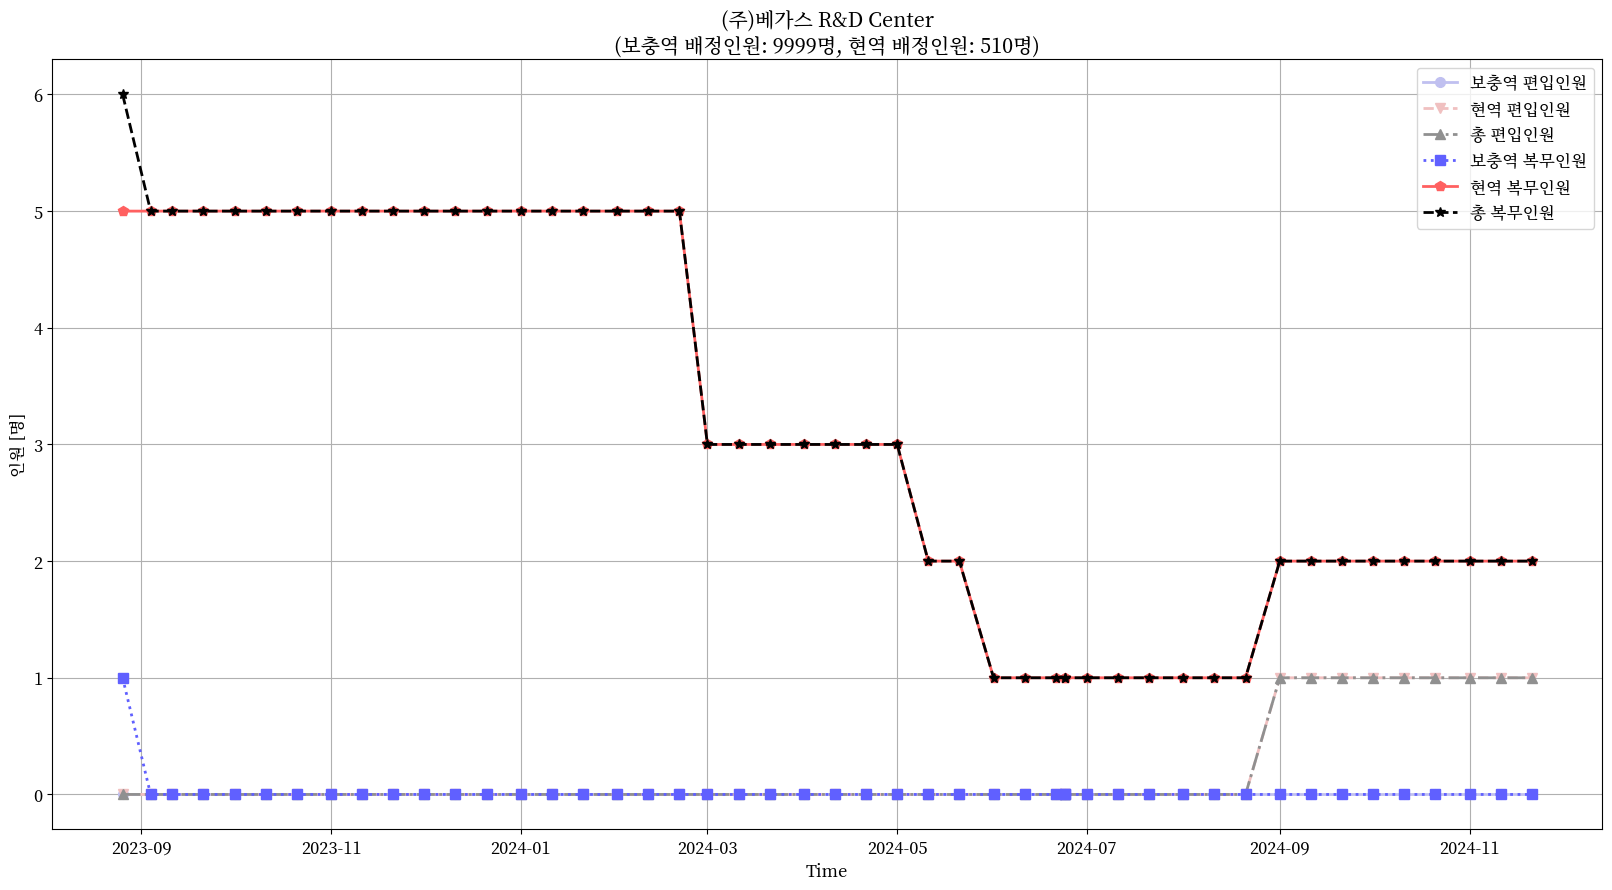 (주)베가스 R&D Center
(보충역 배정인원: 9999명, 현역 배정인원: 510명)
보충역 편입인원
현역 편입인원
총 편입인원
보충역 복무인원
현역 복무인원
총 복무인원
인원 [명]
6
5
4
3
2
1
0
2023-09
2023-11
2024-01
2024-03
2024-05
2024-07
2024-09
2024-11
Time